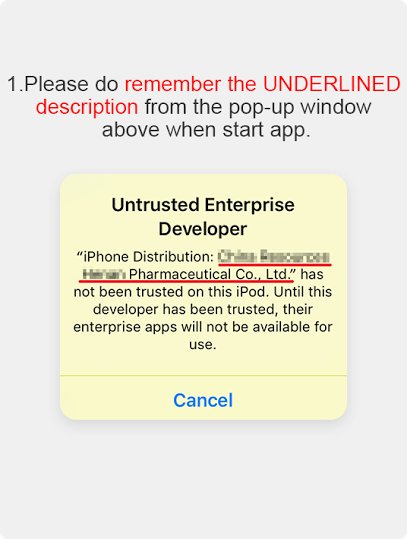 1.Please do remember the UNDERLINED
description from the pop-up window
above when start app.
Untrusted Enterprise
Developer
“iPhone Distribution:
Pharmaceutical Co., Ltd.” has
not been trusted on this iPod. Until this
developer has been trusted, their
enterprise apps will not be available for
use.
Cancel